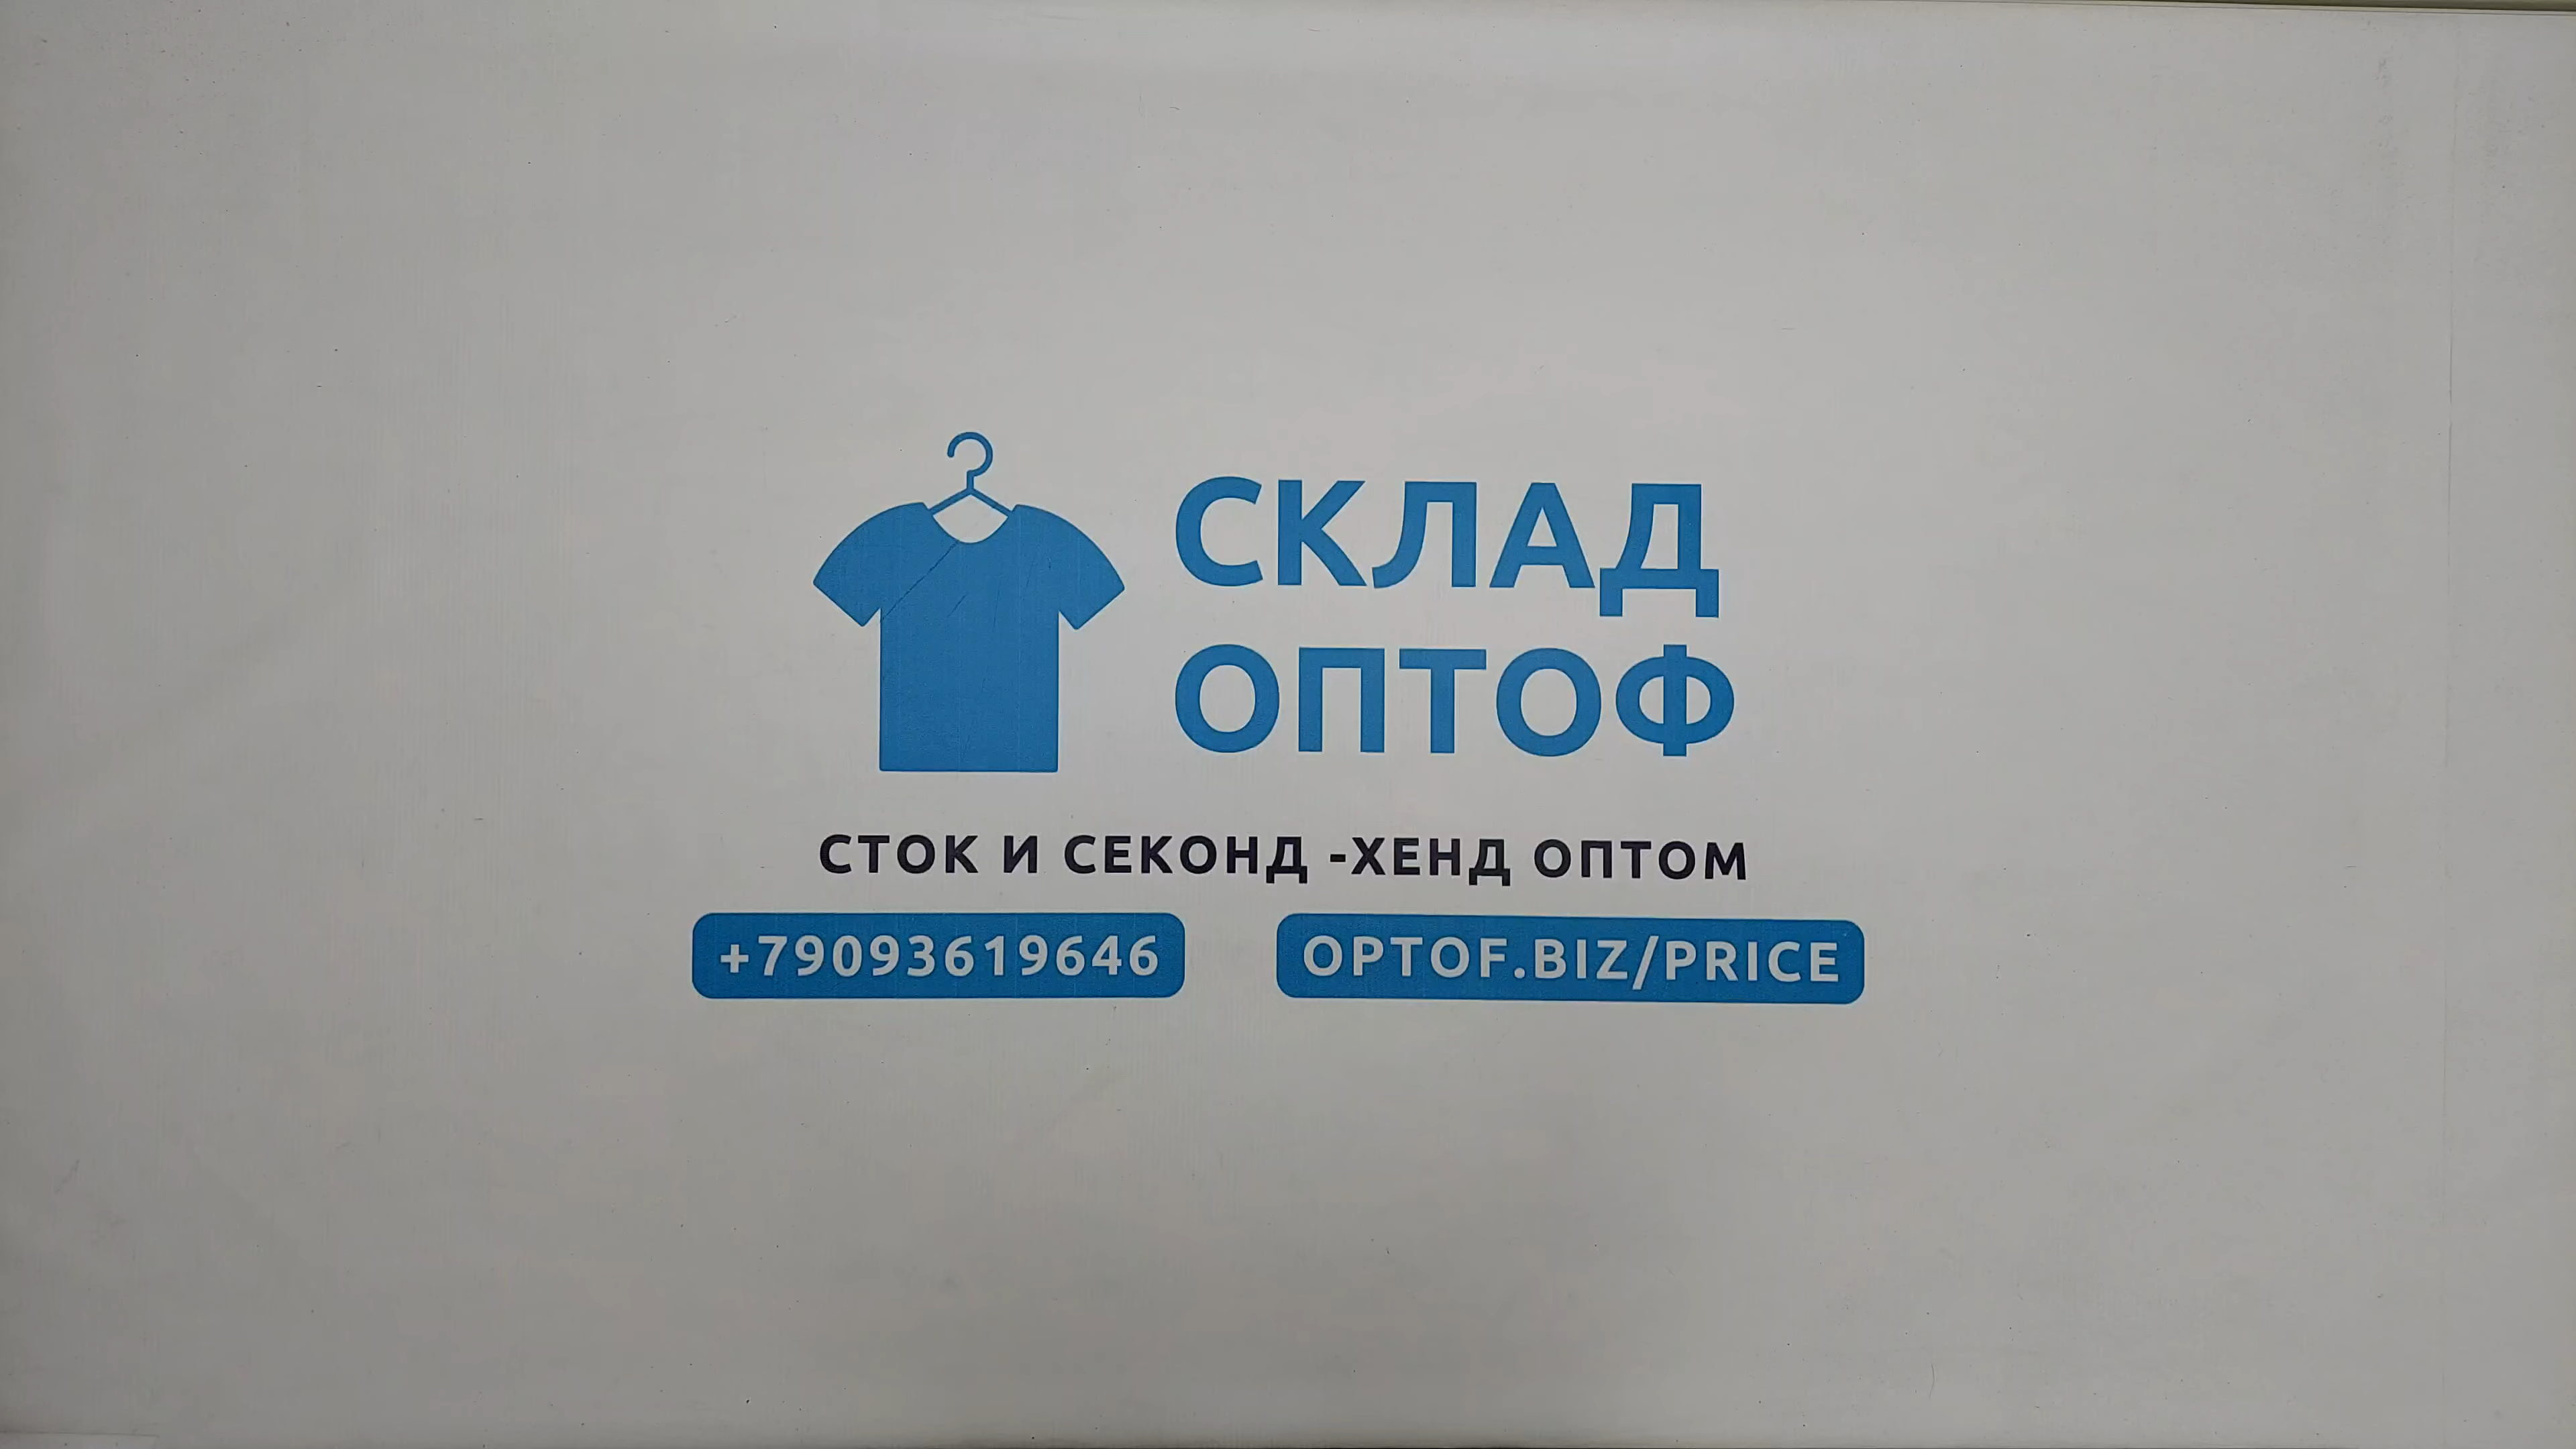 СКЛАД
ОПТОФ
СТОК И СЕКОНД -ХЕНД ОПТОМ
+79093619646
OPTOF.BIZ/PRICE